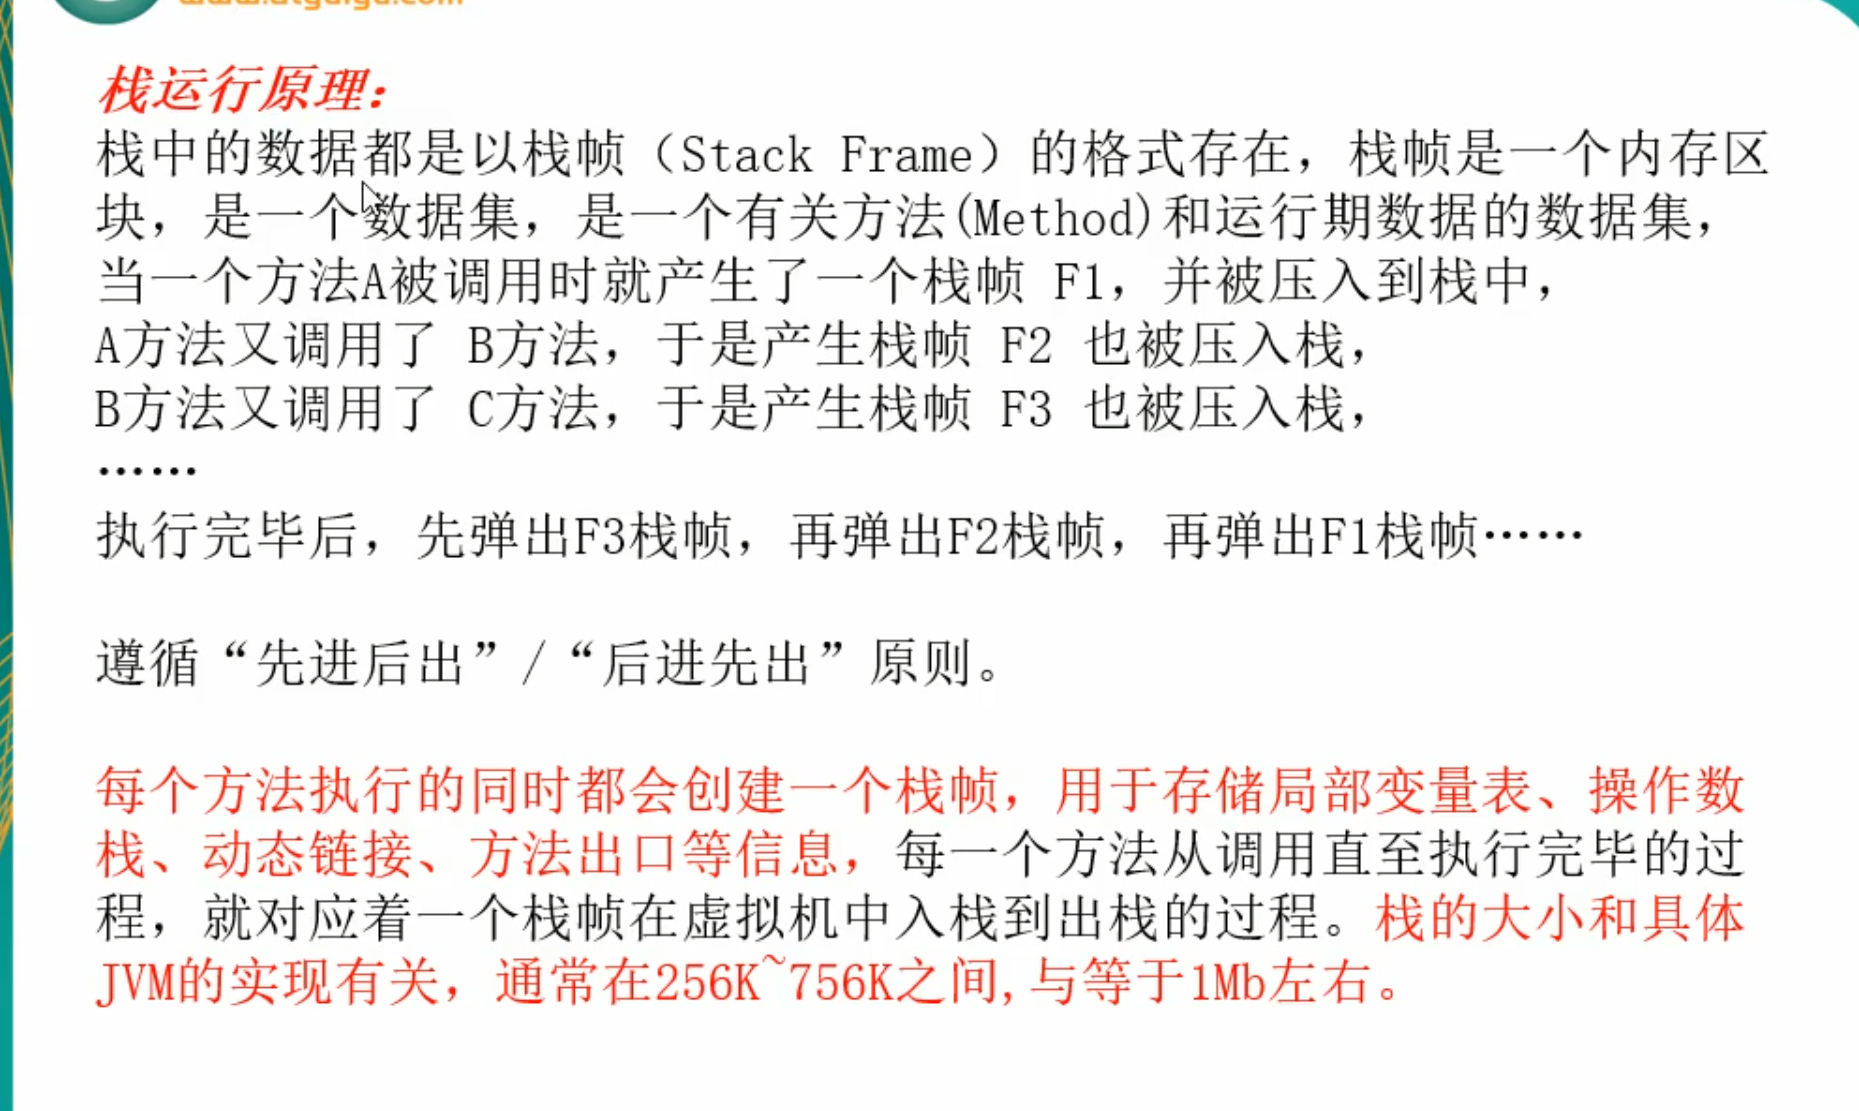 栈运行原理：
栈中的数据都是以栈帧（Stack Frame）的格式存在，栈帧是一个内存区
块，是一个数据集，是一个有关方法(Method)和运行期数据的数据集，
当一个方法A被调用时就产生了一个栈帧 F1，并被压入到栈中，
A方法又调用了 B方法，于是产生栈帧 F2 也被压入栈，
B方法又调用了 C方法，于是产生栈帧 F3 也被压入栈，
……
执行完毕后，先弹出F3栈帧，再弹出F2栈帧，再弹出F1栈帧……
遵循“先进后出”/“后进先出”原则。
每个方法执行的同时都会创建一个栈帧，用于存储局部变量表、操作数
栈、动态链接、方法出口等信息，每一个方法从调用直至执行完毕的过
程，就对应着一个栈帧在虚拟机中入栈到出栈的过程。栈的大小和具体
JVM的实现有关，通常在256K~756K之间,与等于1Mb左右。